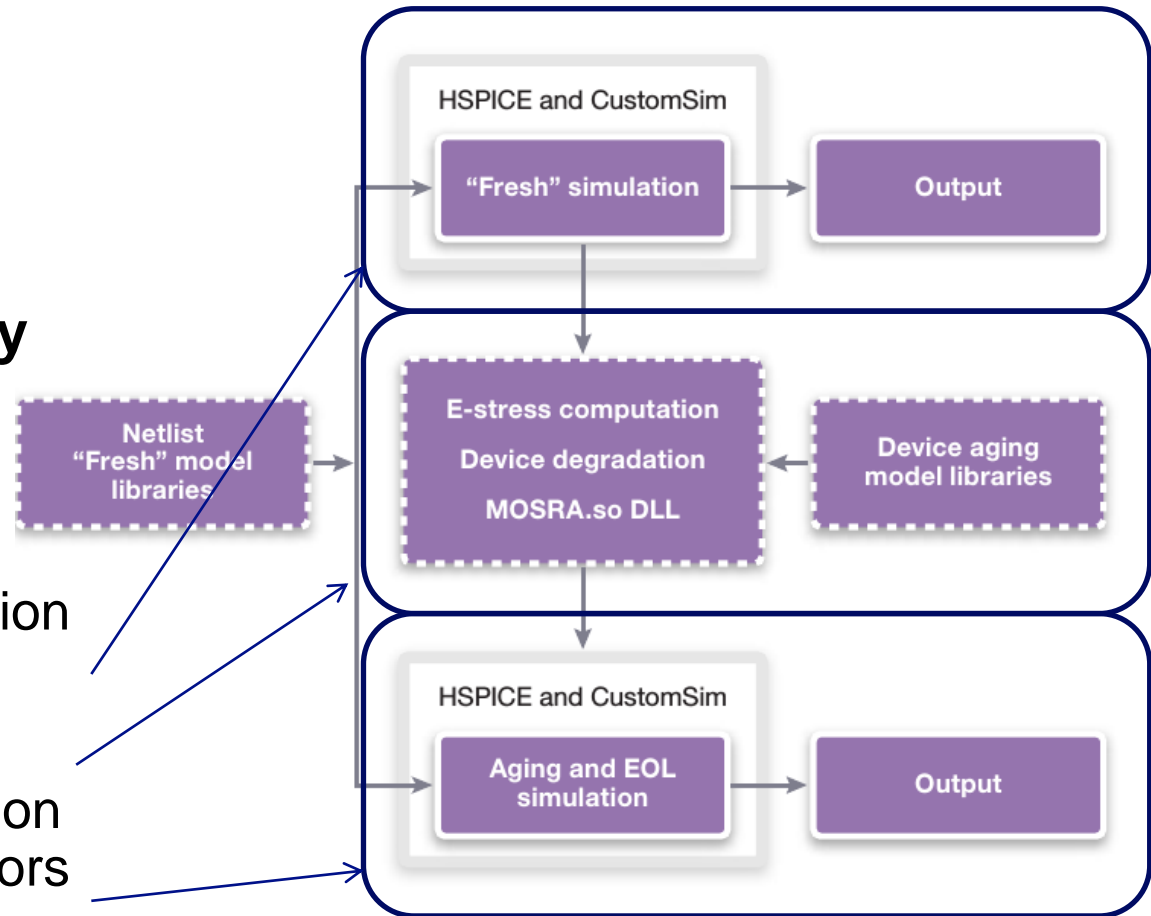 HSPICE and CustomSim
“Fresh” simulation
Output
y
Netlist
“Fresh” model
libraries
E-stress computation
Device degradation
MOSRA.so DLL
Device aging
model libraries
ion
HSPICE and CustomSim
Aging and EOL
simulation
Output
on
ors